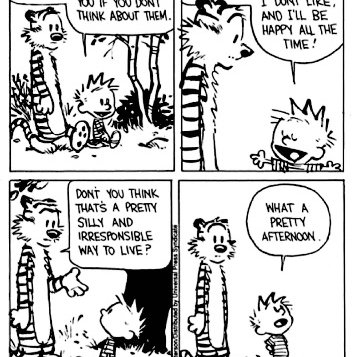 YOU IF YOU DON'T
THINK ABOUT THEM.
I DON'T LIKE,
AND I'LL BE
HAPPY ALL THE
TIME!
DON'T YOU THINK
THAT'S A PRETTY
SILLY AND
IRRESPONSIBLE
WAY TO LIVE?
WHAT A
PRETTY
AFTERNOON.
Distributed by Universal Press Syndicate